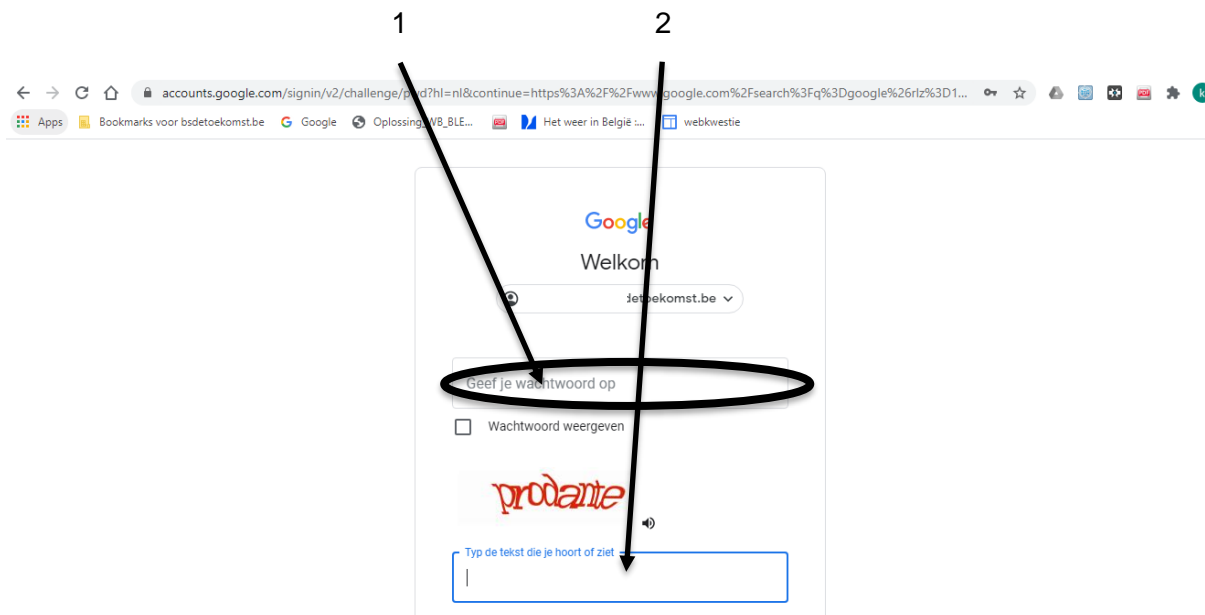 1 2
accounts.google.com/signin/v2/challenge/pwd?hl=nl&continue=https%3A%2F%2Fwww.google.com%2Fsearch%3Fq%3Dgoogle%26rlz%3D1...
Apps Bookmarks voor bsdetoekomst.be Google Oplossing_WB_BLE... Het weer in België :... webkwestie
Google
Welkom
detoekomst.be
Geef je wachtwoord op
Wachtwoord weergeven
prodante
Typ de tekst die je hoort of ziet